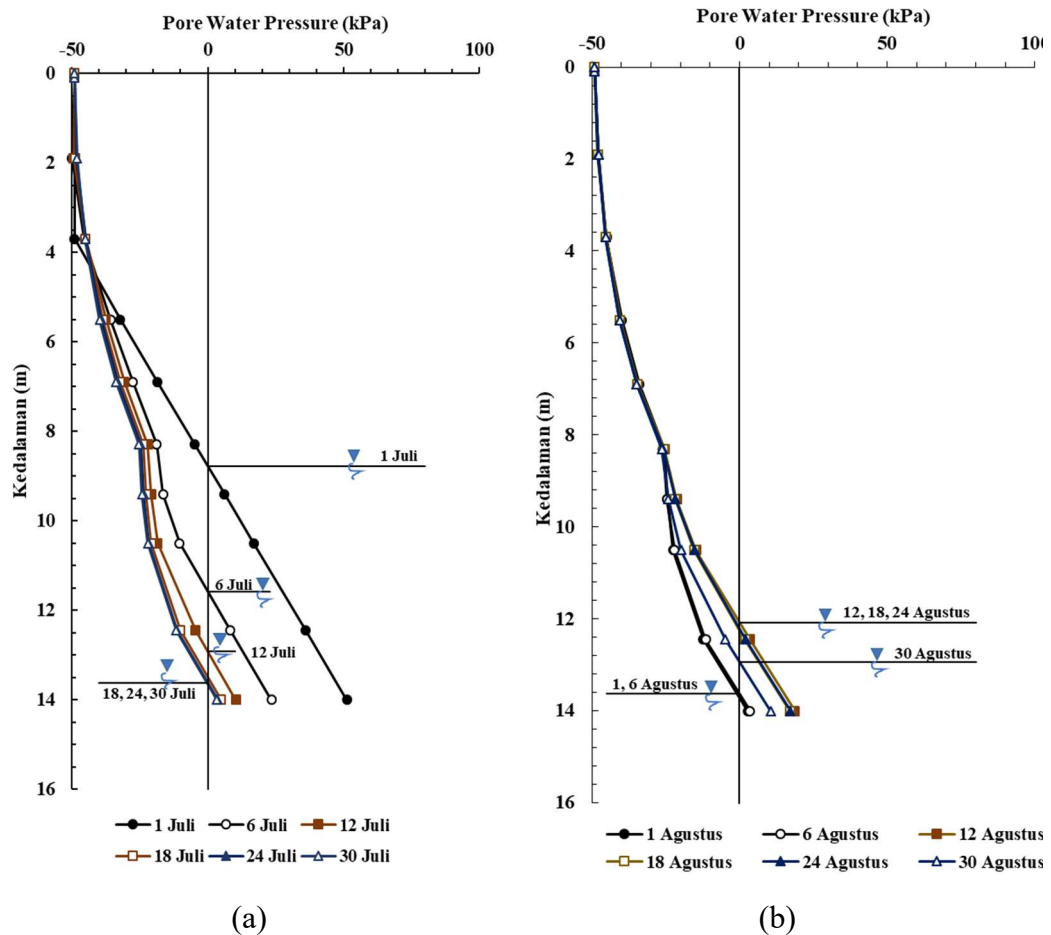 Pore Water Pressure (kPa)
-50 0 50 100
0
2
4
6
8
10
12
14
16
Kedalaman (m)
1 Juli
6 Juli
12 Juli
18, 24, 30 Juli
1 Juli 6 Juli 12 Juli
18 Juli 24 Juli 30 Juli
(a)
Pore Water Pressure (kPa)
-50 0 50 100
0
2
4
6
8
10
12
14
16
Kedalaman (m)
12, 18, 24 Agustus
30 Agustus
1, 6 Agustus
1 Agustus 6 Agustus 12 Agustus
18 Agustus 24 Agustus 30 Agustus
(b)